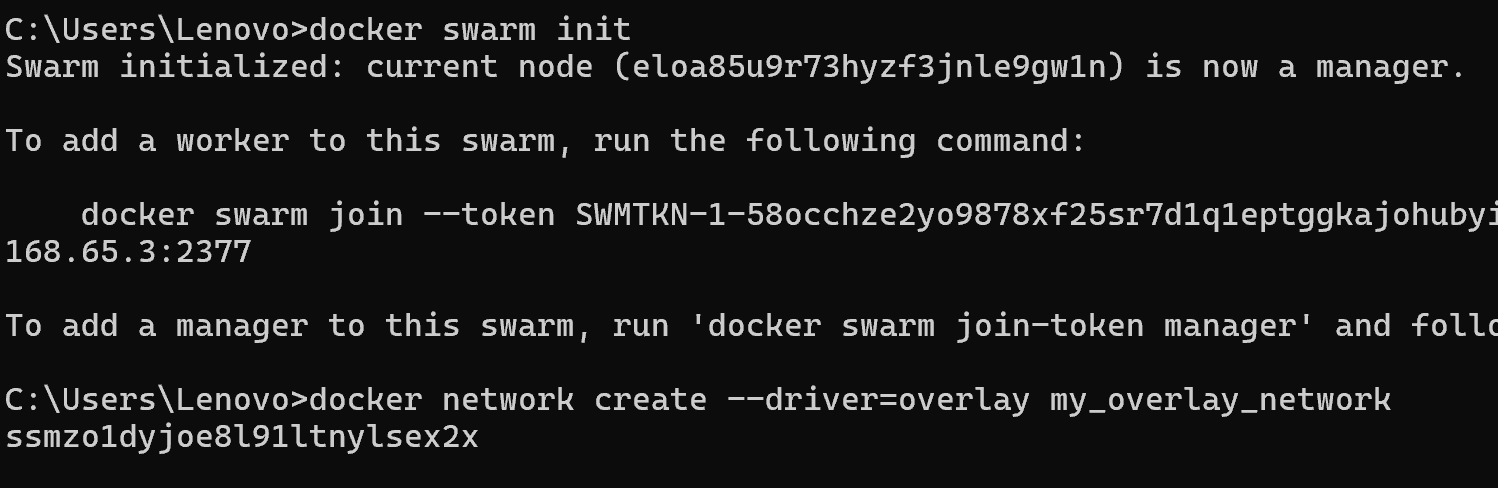 C:\Users\Lenovo>docker swarm init
Swarm initialized: current node (eloa85u9r73hyzf3jnle9gw1n) is now a manager.
To add a worker to this swarm, run the following command:
docker swarm join --token SWMTKN-1-58occhze2yo9878xf25sr7d1q1eptggkajohubyi
168.65.3:2377
To add a manager to this swarm, run 'docker swarm join-token manager' and follo
C:\Users\Lenovo>docker network create --driver=overlay my_overlay_network
ssmzo1dyjoe8l91ltnylsex2x